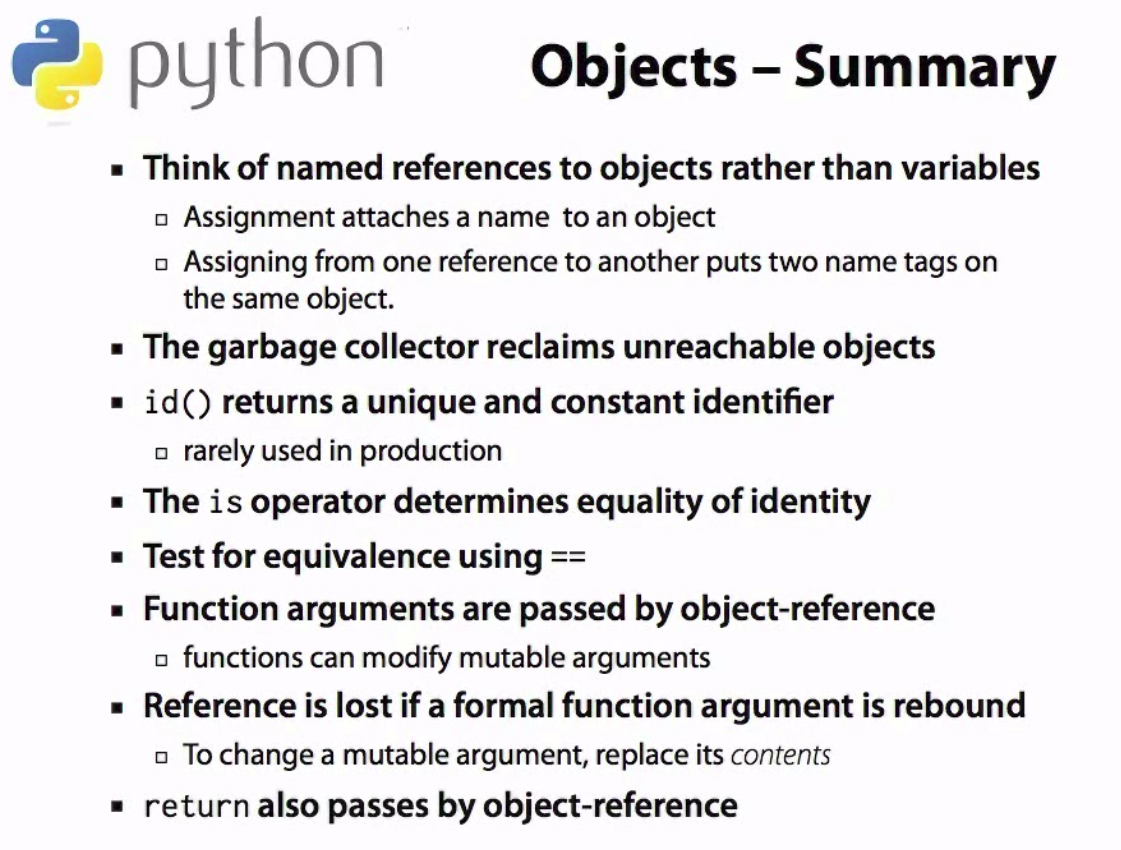 python
Objects – Summary
Think of named references to objects rather than variables
Assignment attaches a name to an object
Assigning from one reference to another puts two name tags on
the same object.
The garbage collector reclaims unreachable objects
id() returns a unique and constant identifier
rarely used in production
The is operator determines equality of identity
Test for equivalence using ==
Function arguments are passed by object-reference
functions can modify mutable arguments
Reference is lost if a formal function argument is rebound
To change a mutable argument, replace its contents
return also passes by object-reference